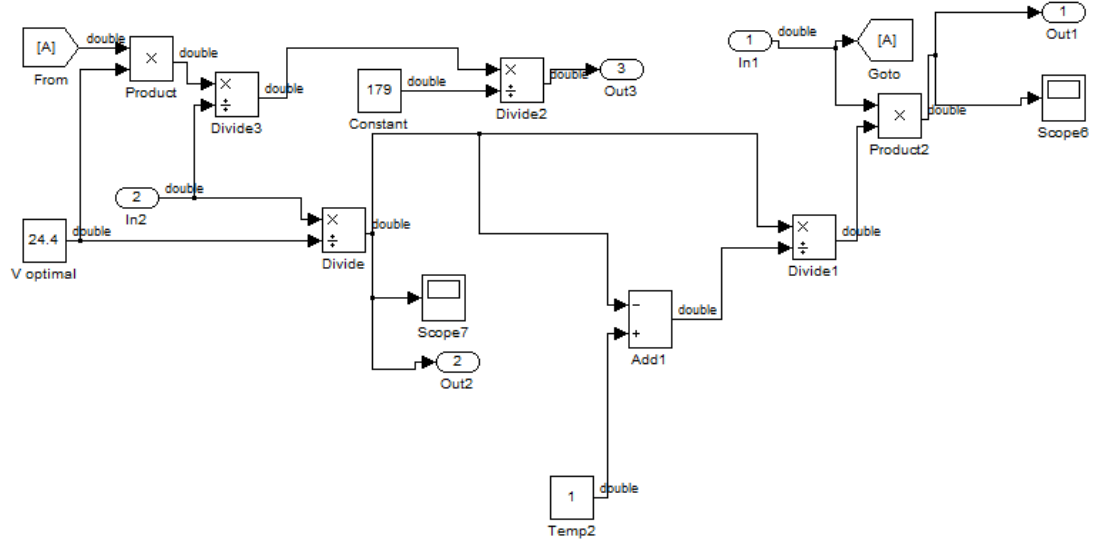 [A]
From
double
×
Product
double
×
÷
Divide3
double
179
Constant
double
×
÷
Divide2
double
3
Out3
1
In1
double
[A]
Goto
1
Out1
×
Product2
double
Scope6
2
In2
double
24.4
V optimal
double
×
÷
Divide
double
Scope7
2
Out2
−
+
Add1
double
×
÷
Divide1
double
1
Temp2
double